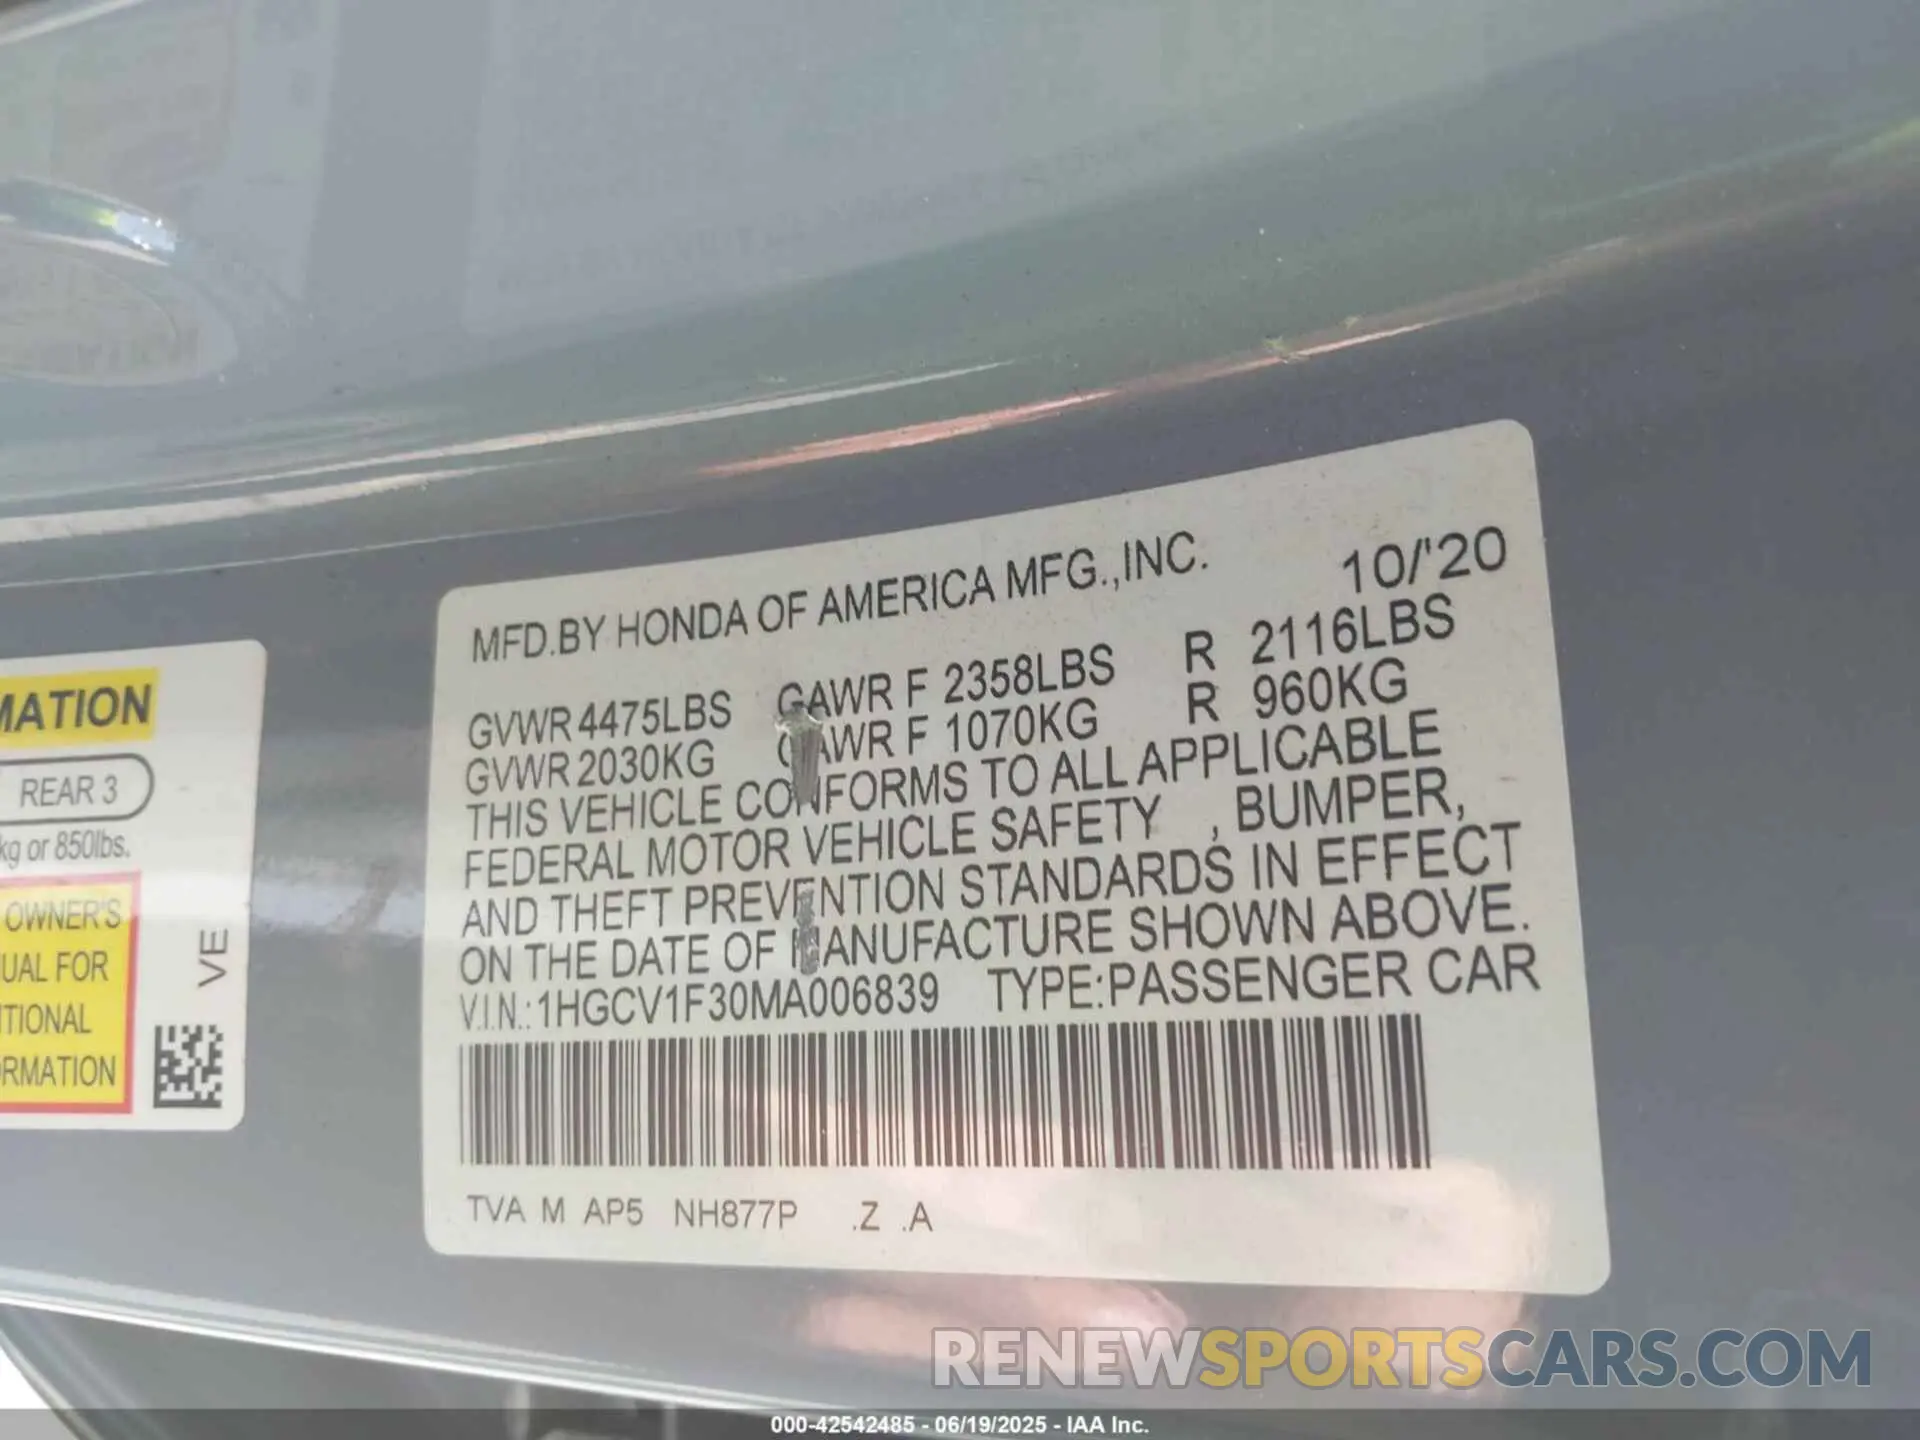 MFD.BY HONDA OF AMERICA MFG.,INC. 10/'20
GVWR 4475LBS GAWR F 2358LBS R 2116LBS
GVWR 2030KG GAWR F 1070KG R 960KG
THIS VEHICLE CONFORMS TO ALL APPLICABLE
FEDERAL MOTOR VEHICLE SAFETY , BUMPER,
AND THEFT PREVENTION STANDARDS IN EFFECT
ON THE DATE OF MANUFACTURE SHOWN ABOVE.
V.I.N.: 1HGCV1F30MA006839 TYPE:PASSENGER CAR
TVA M AP5 NH877P .Z .A
MATION
REAR 3
kg or 850lbs.
OWNER'S
UAL FOR
ITIONAL
ORMATION
VE
RENEWSPORTSCARS.COM
000-42542485 - 06/19/2025 - IAA Inc.